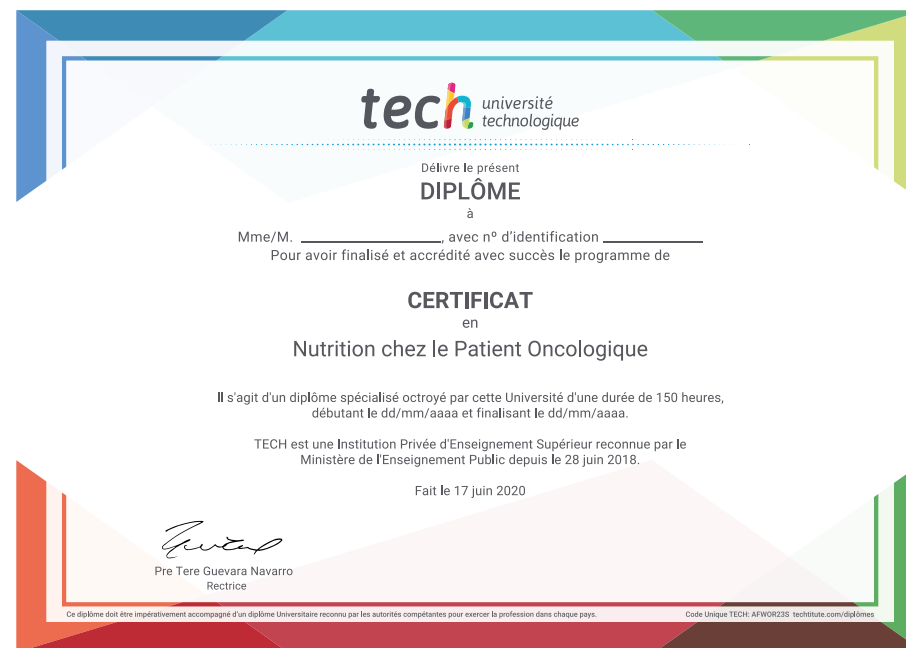 tech université
technologique
Délivre le présent
DIPLÔME
à
Mme/M. ____________________, avec nº d'identification ______________
Pour avoir finalisé et accrédité avec succès le programme de
CERTIFICAT
en
Nutrition chez le Patient Oncologique
Il s'agit d'un diplôme spécialisé octroyé par cette Université d'une durée de 150 heures,
débutant le dd/mm/aaaa et finalisant le dd/mm/aaaa.
TECH est une Institution Privée d'Enseignement Supérieur reconnue par le
Ministère de l'Enseignement Public depuis le 28 juin 2018.
Fait le 17 juin 2020
Pre Tere Guevara Navarro
Rectrice
Ce diplôme doit être impérativement accompagné d'un diplôme Universitaire reconnu par les autorités compétantes pour exercer la profession dans chaque pays. Code Unique TECH: AFWOR23S techtitute.com/diplômes